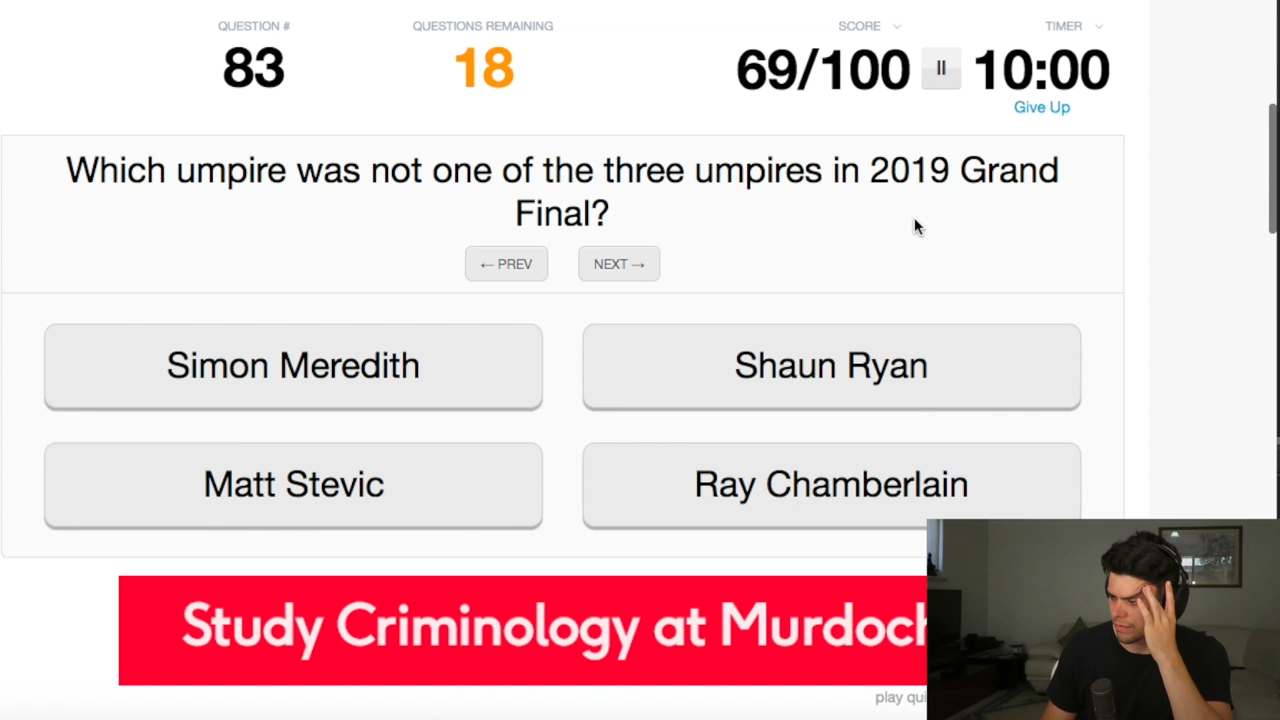 QUESTION #
QUESTIONS REMAINING
SCORE
TIMER
83
18
69/100
10:00
Give Up
Which umpire was not one of the three umpires in 2019 Grand
Final?
← PREV
NEXT →
Simon Meredith
Shaun Ryan
Matt Stevic
Ray Chamberlain
Study Criminology at Murdoch
play qui